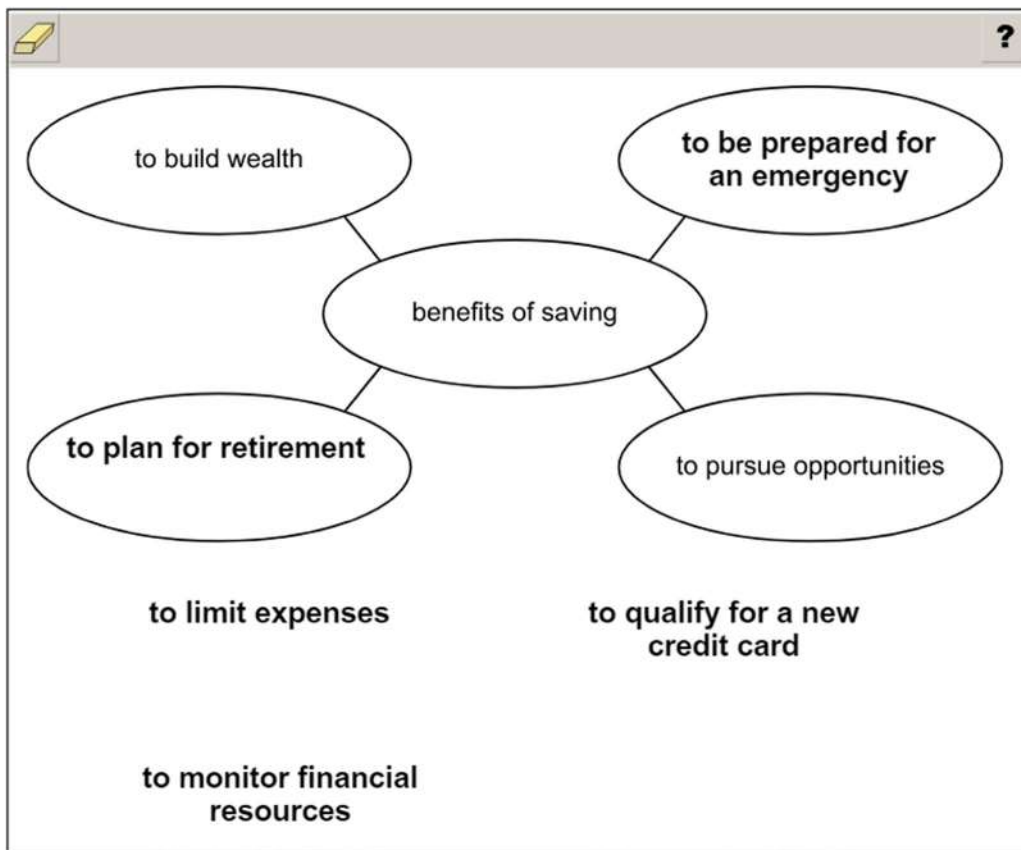 ?
to build wealth
to be prepared for
an emergency
benefits of saving
to plan for retirement
to pursue opportunities
to limit expenses
to qualify for a new
credit card
to monitor financial
resources